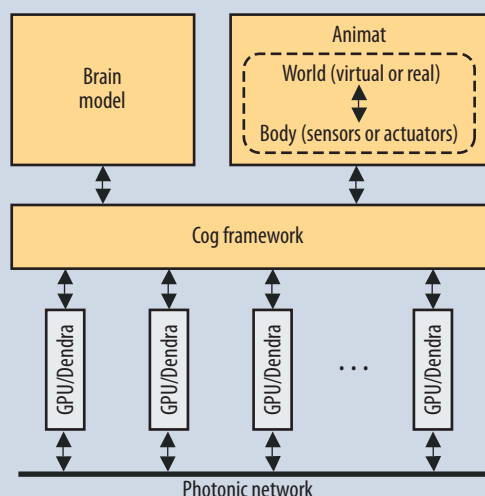 Brain
model
Animat
World (virtual or real)
Body (sensors or actuators)
Cog framework
GPU/Dendra
GPU/Dendra
GPU/Dendra
...
GPU/Dendra
Photonic network